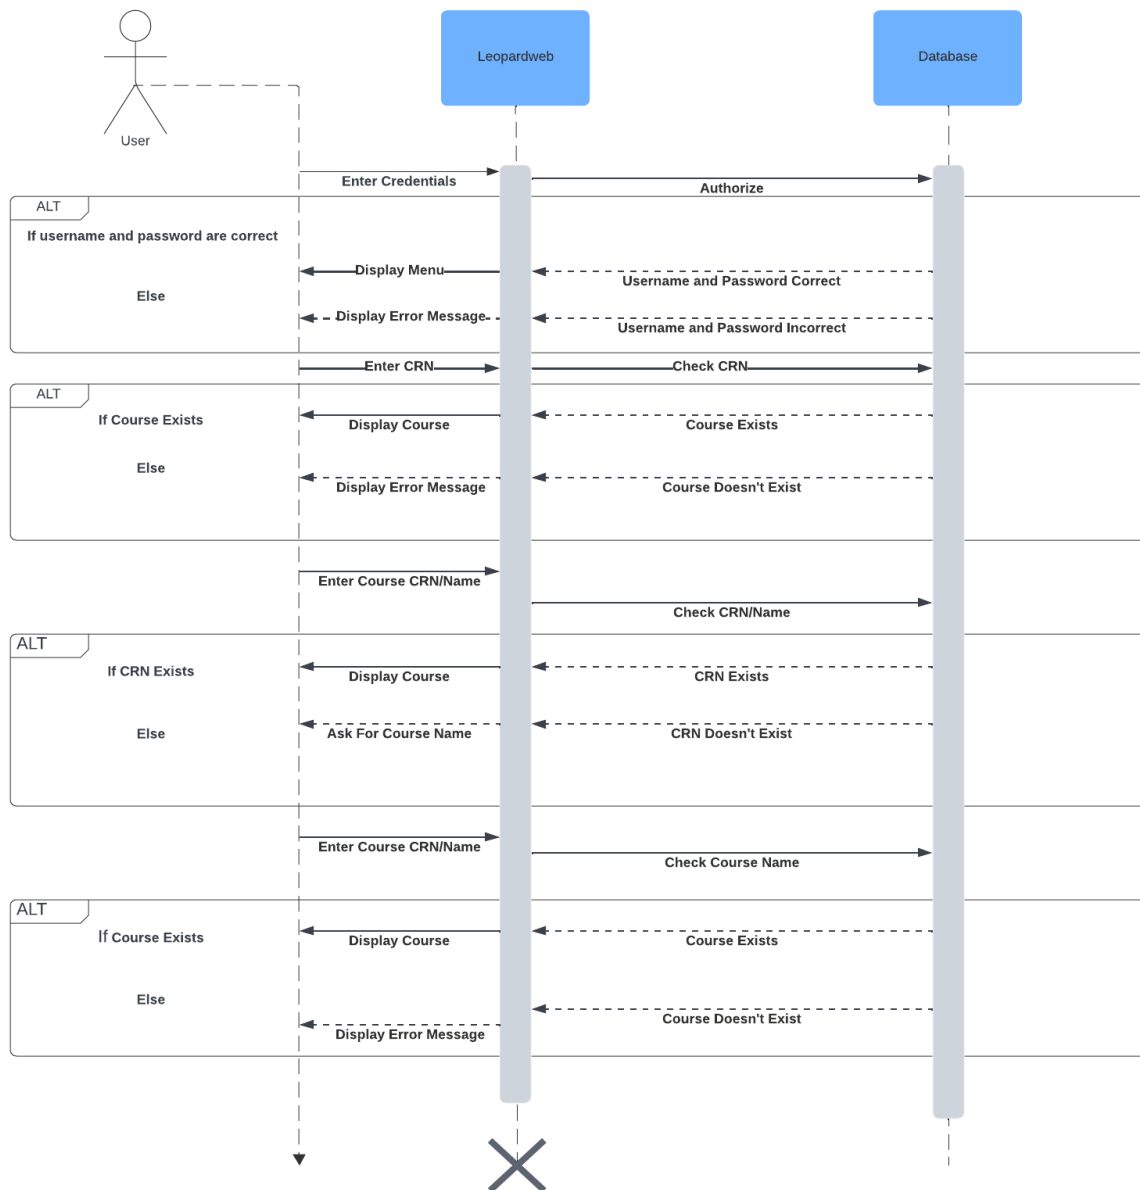 Leopardweb
Database
User
Enter Credentials
Authorize
ALT
If username and password are correct
Display Menu
Username and Password Correct
Else
Display Error Message
Username and Password Incorrect
Enter CRN
Check CRN
ALT
If Course Exists
Display Course
Course Exists
Else
Display Error Message
Course Doesn't Exist
Enter Course CRN/Name
Check CRN/Name
ALT
If CRN Exists
Display Course
CRN Exists
Else
Ask For Course Name
CRN Doesn't Exist
Enter Course CRN/Name
Check Course Name
ALT
If Course Exists
Display Course
Course Exists
Else
Course Doesn't Exist
Display Error Message